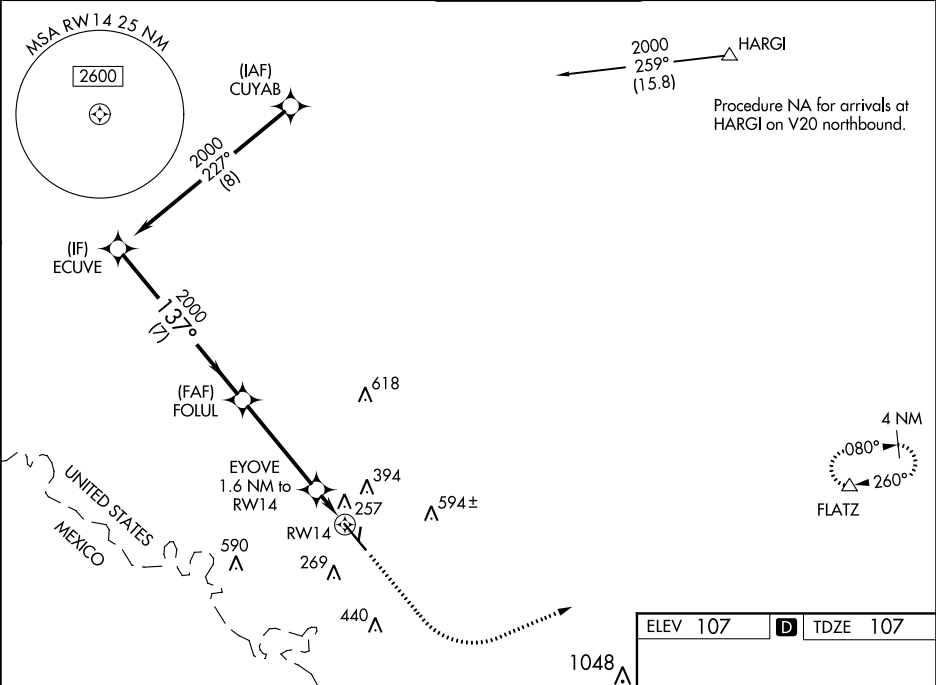 MSA RW14 25 NM
2600
(IAF)
CUYAB
2000
227°
(8)
2000
259°
(15.8)
HARGI
Procedure NA for arrivals at
HARGI on V20 northbound.
(IF)
ECUVE
2000
137°
(7)
(FAF)
FOLUL
618
4 NM
080°
260°
FLATZ
EYOVE
1.6 NM to
RW14
394
257
594±
RW14
UNITED STATES
MEXICO
590
269
440
1048
ELEV 107 D TDZE 107